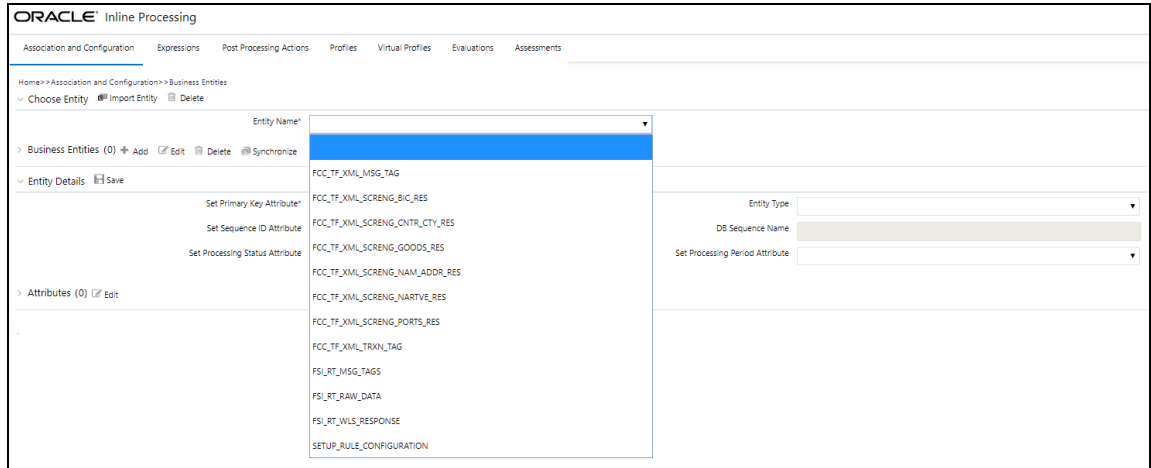 ORACLE Inline Processing
Association and Configuration Expressions Post Processing Actions Profiles Virtual Profiles Evaluations Assessments
Home>>Association and Configuration>>Business Entities
Choose Entity Import Entity Delete
Entity Name*
Business Entities (0) Add Edit Delete Synchronize
FCC_TF_XML_MSG_TAG
Entity Details Save
Set Primary Key Attribute* FCC_TF_XML_SCRENG_BIC_RES Entity Type
Set Sequence ID Attribute FCC_TF_XML_SCRENG_CNTR_CTY_RES DB Sequence Name
Set Processing Status Attribute FCC_TF_XML_SCRENG_GOODS_RES Set Processing Period Attribute
FCC_TF_XML_SCRENG_NAM_ADDR_RES
Attributes (0) Edit FCC_TF_XML_SCRENG_NARTVE_RES
FCC_TF_XML_SCRENG_PORTS_RES
FCC_TF_XML_TRXN_TAG
FSI_RT_MSG_TAGS
FSI_RT_RAW_DATA
FSI_RT_WLS_RESPONSE
SETUP_RULE_CONFIGURATION